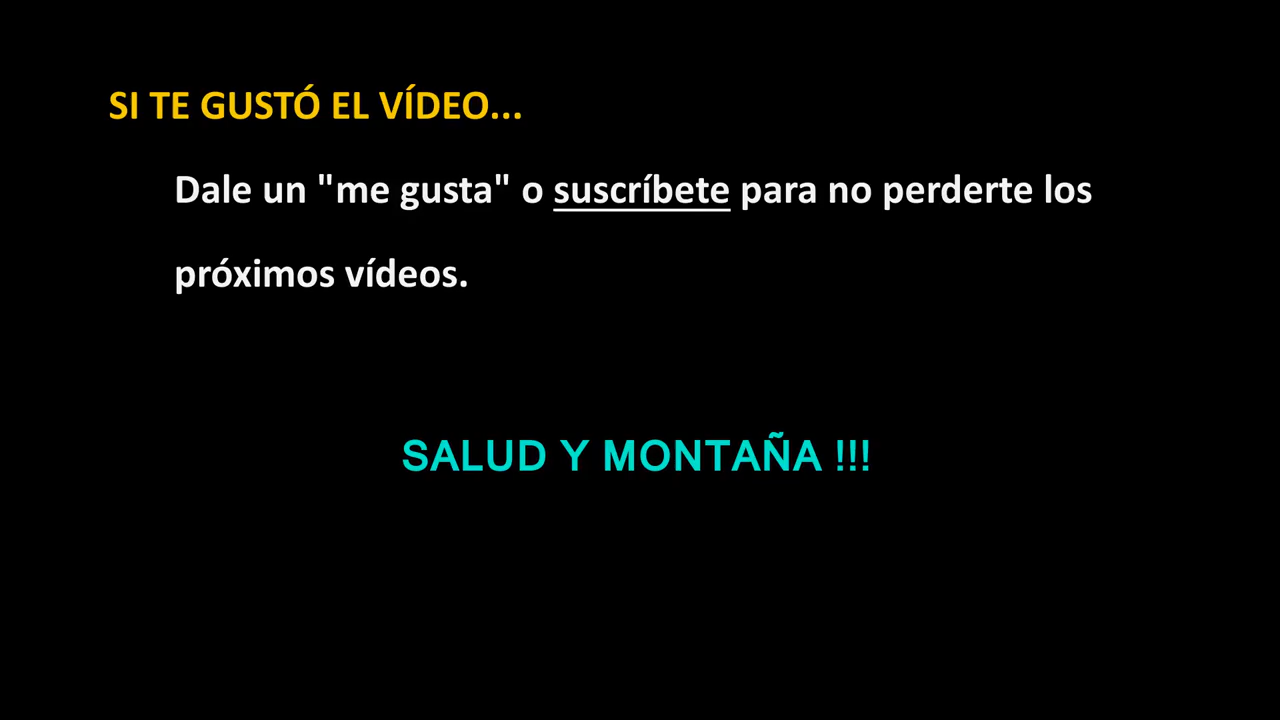 SI TE GUSTÓ EL VÍDEO...
Dale un "me gusta" o suscríbete para no perderte los
próximos vídeos.
SALUD Y MONTAÑA !!!